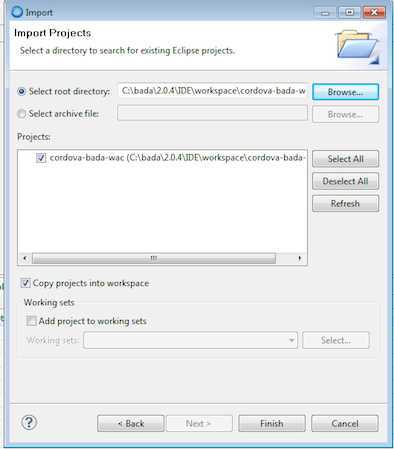 Import
Import Projects
Select a directory to search for existing Eclipse projects.
Select root directory:
C:\bada\2.0.4\IDE\workspace\cordova-bada-w
Browse...
Select archive file:
Browse...
Projects:
cordova-bada-wac (C:\bada\2.0.4\IDE\workspace\cordova-bada-
Select All
Deselect All
Refresh
Copy projects into workspace
Working sets
Add project to working sets
Working sets:
Select...
?
< Back
Next >
Finish
Cancel